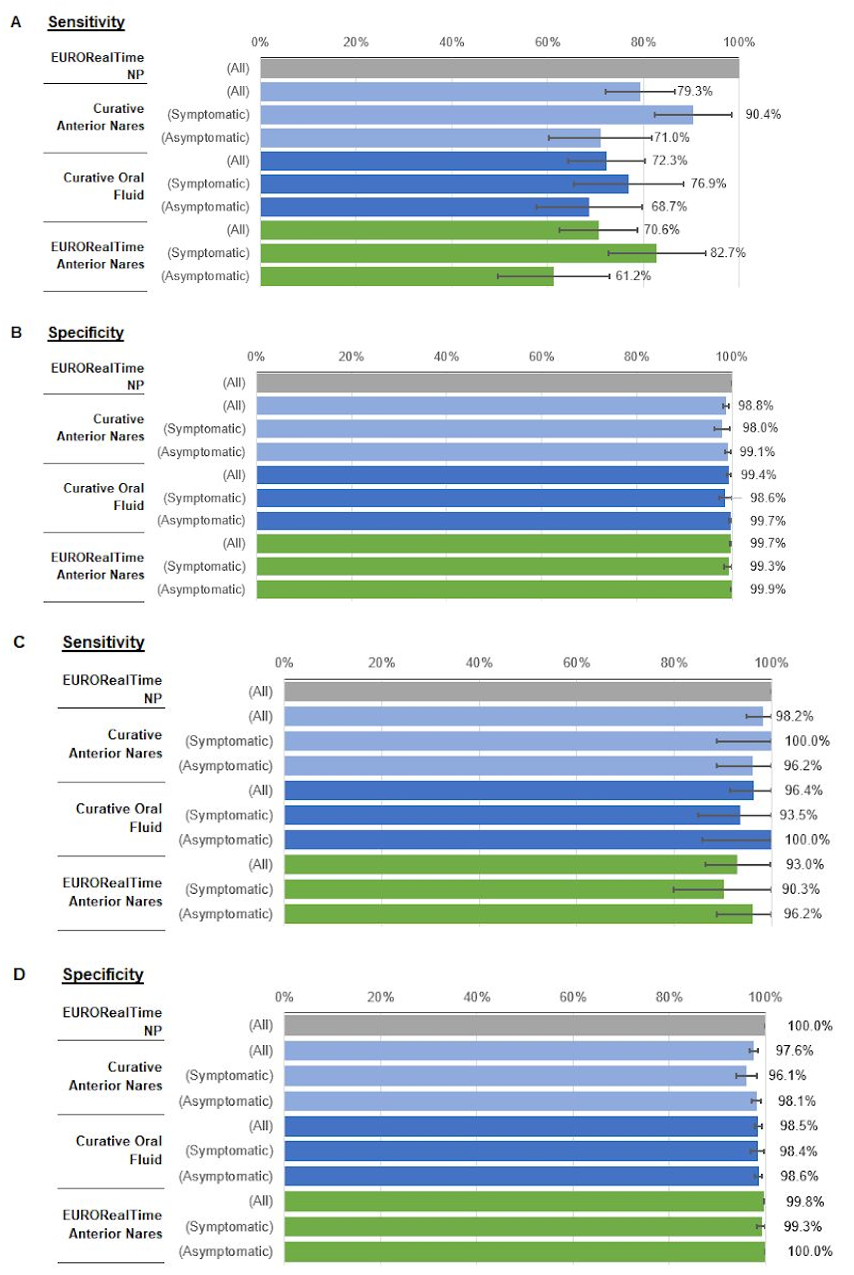 A Sensitivity
0% 20% 40% 60% 80% 100%
EURORealTime
NP
(All)
(All) 79.3%
Curative
Anterior Nares
(Symptomatic) 90.4%
(Asymptomatic) 71.0%
(All) 72.3%
Curative Oral
Fluid
(Symptomatic) 76.9%
(Asymptomatic) 68.7%
(All) 70.6%
EURORealTime
Anterior Nares
(Symptomatic) 82.7%
(Asymptomatic) 61.2%
B Specificity
0% 20% 40% 60% 80% 100%
EURORealTime
NP
(All)
(All) 98.8%
Curative
Anterior Nares
(Symptomatic) 98.0%
(Asymptomatic) 99.1%
(All) 99.4%
Curative Oral
Fluid
(Symptomatic) 98.6%
(Asymptomatic) 99.7%
(All) 99.7%
EURORealTime
Anterior Nares
(Symptomatic) 99.3%
(Asymptomatic) 99.9%
C Sensitivity
0% 20% 40% 60% 80% 100%
EURORealTime
NP
(All)
(All) 98.2%
Curative
Anterior Nares
(Symptomatic) 100.0%
(Asymptomatic) 96.2%
(All) 96.4%
Curative Oral
Fluid
(Symptomatic) 93.5%
(Asymptomatic) 100.0%
(All) 93.0%
EURORealTime
Anterior Nares
(Symptomatic) 90.3%
(Asymptomatic) 96.2%
D Specificity
0% 20% 40% 60% 80% 100%
EURORealTime
NP
(All) 100.0%
(All) 97.6%
Curative
Anterior Nares
(Symptomatic) 96.1%
(Asymptomatic) 98.1%
(All) 98.5%
Curative Oral
Fluid
(Symptomatic) 98.4%
(Asymptomatic) 98.6%
(All) 99.8%
EURORealTime
Anterior Nares
(Symptomatic) 99.3%
(Asymptomatic) 100.0%